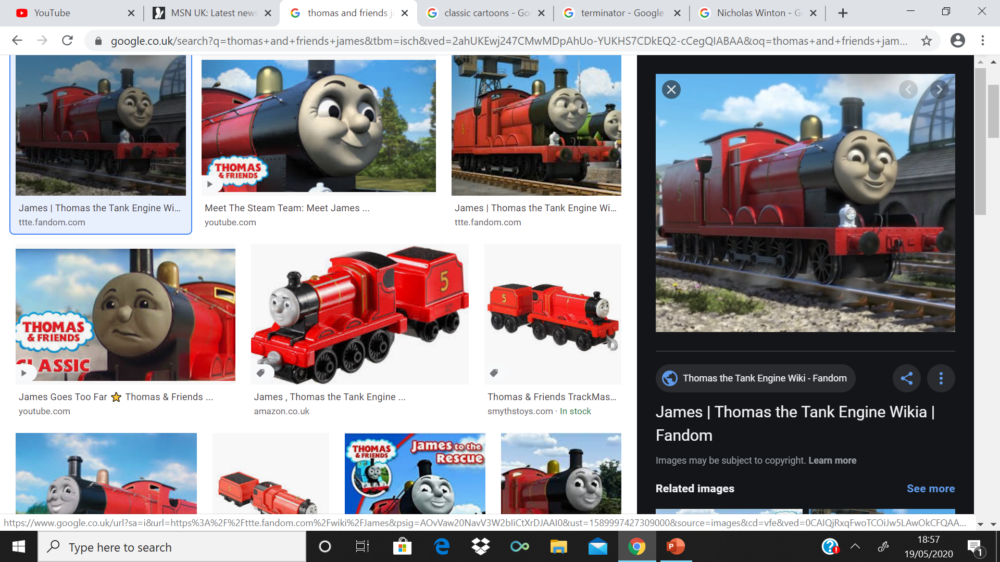 YouTube
MSN UK: Latest news
thomas and friends j
classic cartoons - Go
terminator - Google
Nicholas Winton - G
google.co.uk/search?q=thomas+and+friends+james&tbm=isch&ved=2ahUKEwj247CMwMDpAhUo-YUKHS7CDkEQ2-cCegQIABAA&oq=thomas+and+friends+jam...
THOMAS
& FRIENDS
5
James | Thomas the Tank Engine Wi...
ttte.fandom.com
Meet The Steam Team: Meet James ...
youtube.com
James | Thomas the Tank Engine Wi...
ttte.fandom.com
THOMAS
& FRIENDS
CLASSIC
5
5
5
James Goes Too Far ⭐ Thomas & Friends ...
youtube.com
James , Thomas the Tank Engine ...
amazon.co.uk
Thomas & Friends TrackMas...
smythstoys.com · In stock
THOMAS
& FRIENDS
James to the
Rescue
Thomas the Tank Engine Wiki - Fandom
James | Thomas the Tank Engine Wikia |
Fandom
Images may be subject to copyright. Learn more
Related images
See more
https://www.google.co.uk/url?sa=i&url=https%3A%2F%2Fttte.fandom.com%2Fwiki%2FJames&psig=AOvVaw20NavV3W2bIiCtXrDJAAI0&ust=1589997427309000&source=images&cd=vfe&ved=0CAIQjRxqFwoTCOiJw5LAwOkCFQAA...
Type here to search
P
18:57
19/05/2020
1